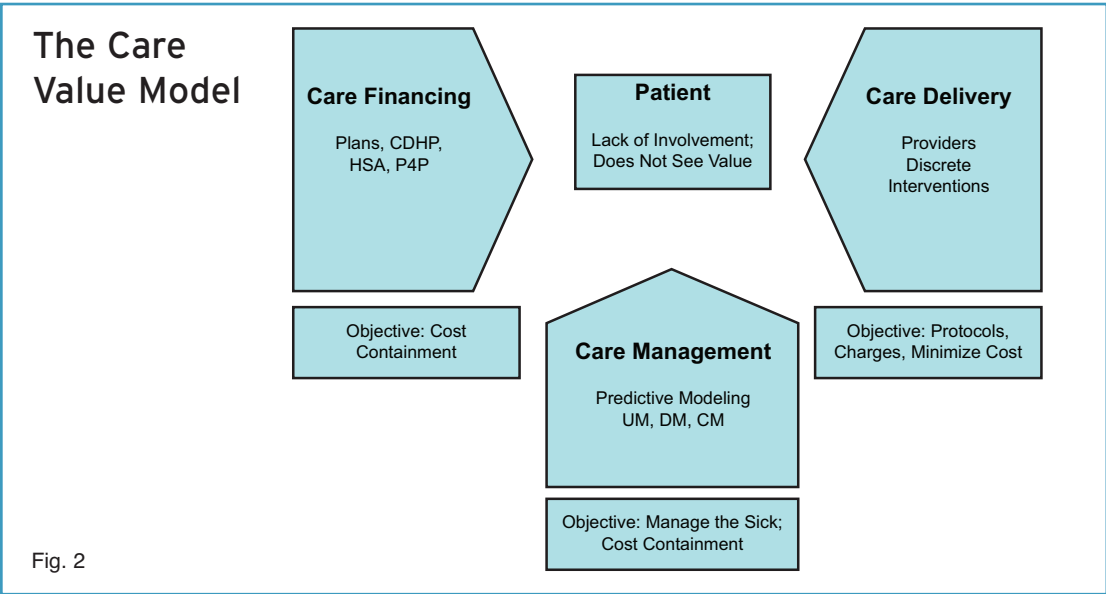 The Care
Value Model
Care Financing
Plans, CDHP,
HSA, P4P
Objective: Cost
Containment
Patient
Lack of Involvement;
Does Not See Value
Care Delivery
Providers
Discrete
Interventions
Objective: Protocols,
Charges, Minimize Cost
Care Management
Predictive Modeling
UM, DM, CM
Objective: Manage the Sick;
Cost Containment
Fig. 2